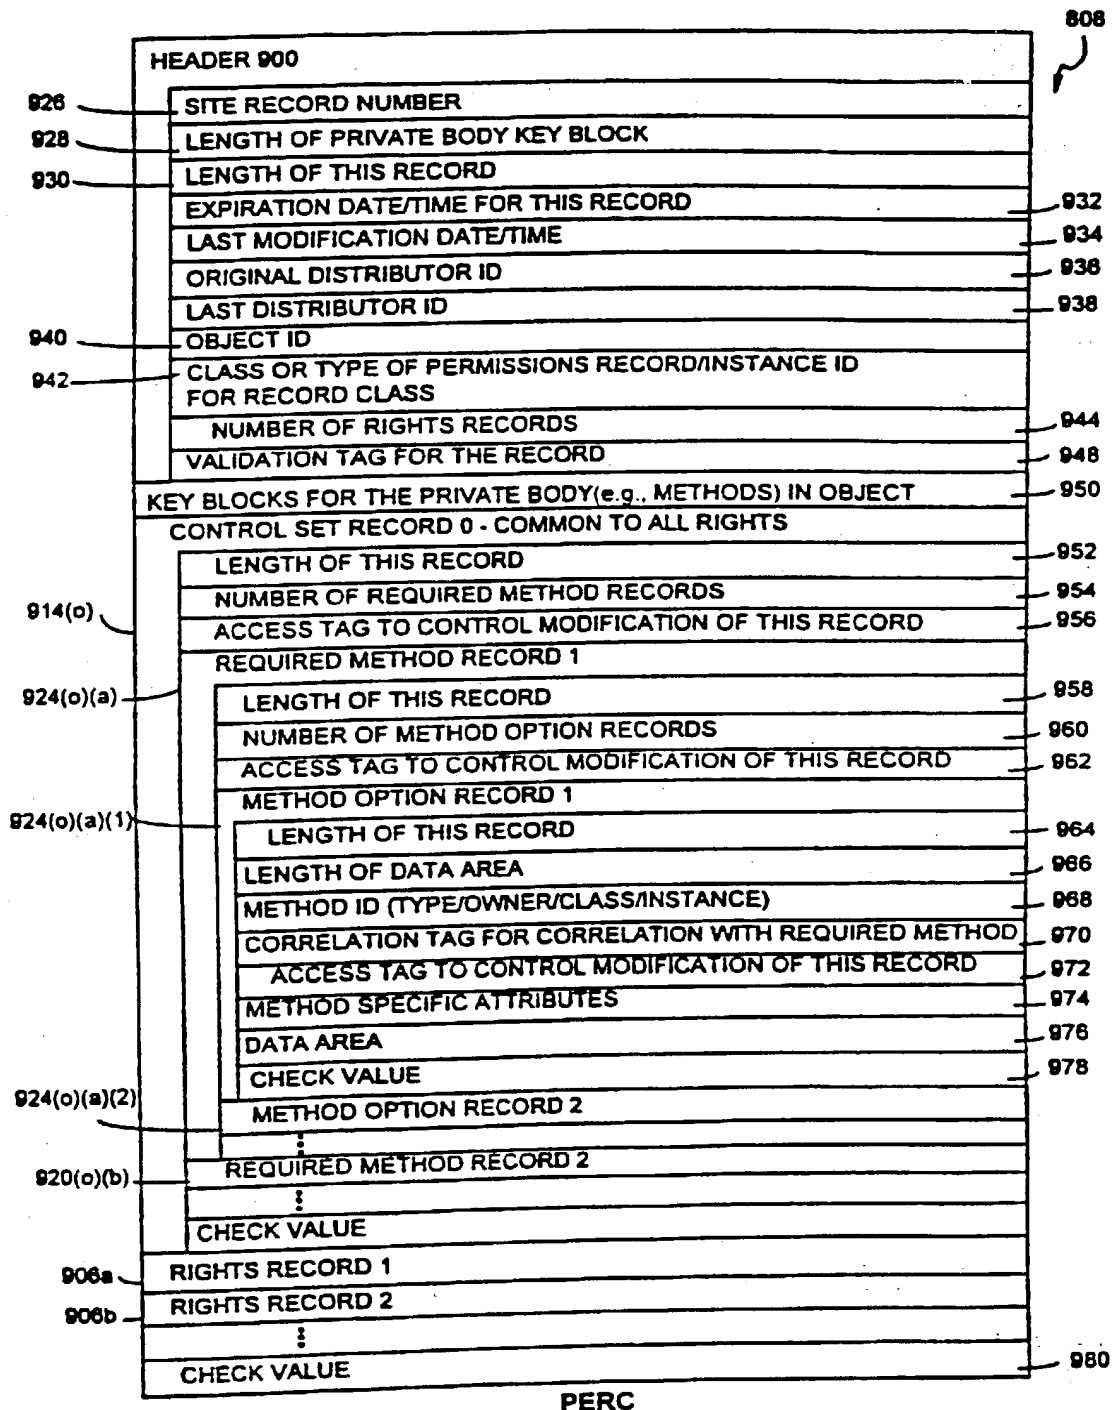 808
HEADER 900
926 SITE RECORD NUMBER
928 LENGTH OF PRIVATE BODY KEY BLOCK
930 LENGTH OF THIS RECORD
EXPIRATION DATE/TIME FOR THIS RECORD 932
LAST MODIFICATION DATE/TIME 934
ORIGINAL DISTRIBUTOR ID 936
LAST DISTRIBUTOR ID 938
940 OBJECT ID
942 CLASS OR TYPE OF PERMISSIONS RECORD/INSTANCE ID
FOR RECORD CLASS
NUMBER OF RIGHTS RECORDS 944
VALIDATION TAG FOR THE RECORD 948
KEY BLOCKS FOR THE PRIVATE BODY(e.g., METHODS) IN OBJECT 950
CONTROL SET RECORD 0 - COMMON TO ALL RIGHTS
LENGTH OF THIS RECORD 952
NUMBER OF REQUIRED METHOD RECORDS 954
914(o) ACCESS TAG TO CONTROL MODIFICATION OF THIS RECORD 956
REQUIRED METHOD RECORD 1
924(o)(a) LENGTH OF THIS RECORD 958
NUMBER OF METHOD OPTION RECORDS 960
ACCESS TAG TO CONTROL MODIFICATION OF THIS RECORD 962
METHOD OPTION RECORD 1
924(o)(a)(1) LENGTH OF THIS RECORD 964
LENGTH OF DATA AREA 966
METHOD ID (TYPE/OWNER/CLASS/INSTANCE) 968
CORRELATION TAG FOR CORRELATION WITH REQUIRED METHOD 970
ACCESS TAG TO CONTROL MODIFICATION OF THIS RECORD 972
METHOD SPECIFIC ATTRIBUTES 974
DATA AREA 976
CHECK VALUE 978
924(o)(a)(2) METHOD OPTION RECORD 2
920(o)(b) REQUIRED METHOD RECORD 2
CHECK VALUE
906a RIGHTS RECORD 1
906b RIGHTS RECORD 2
CHECK VALUE 980
PERC